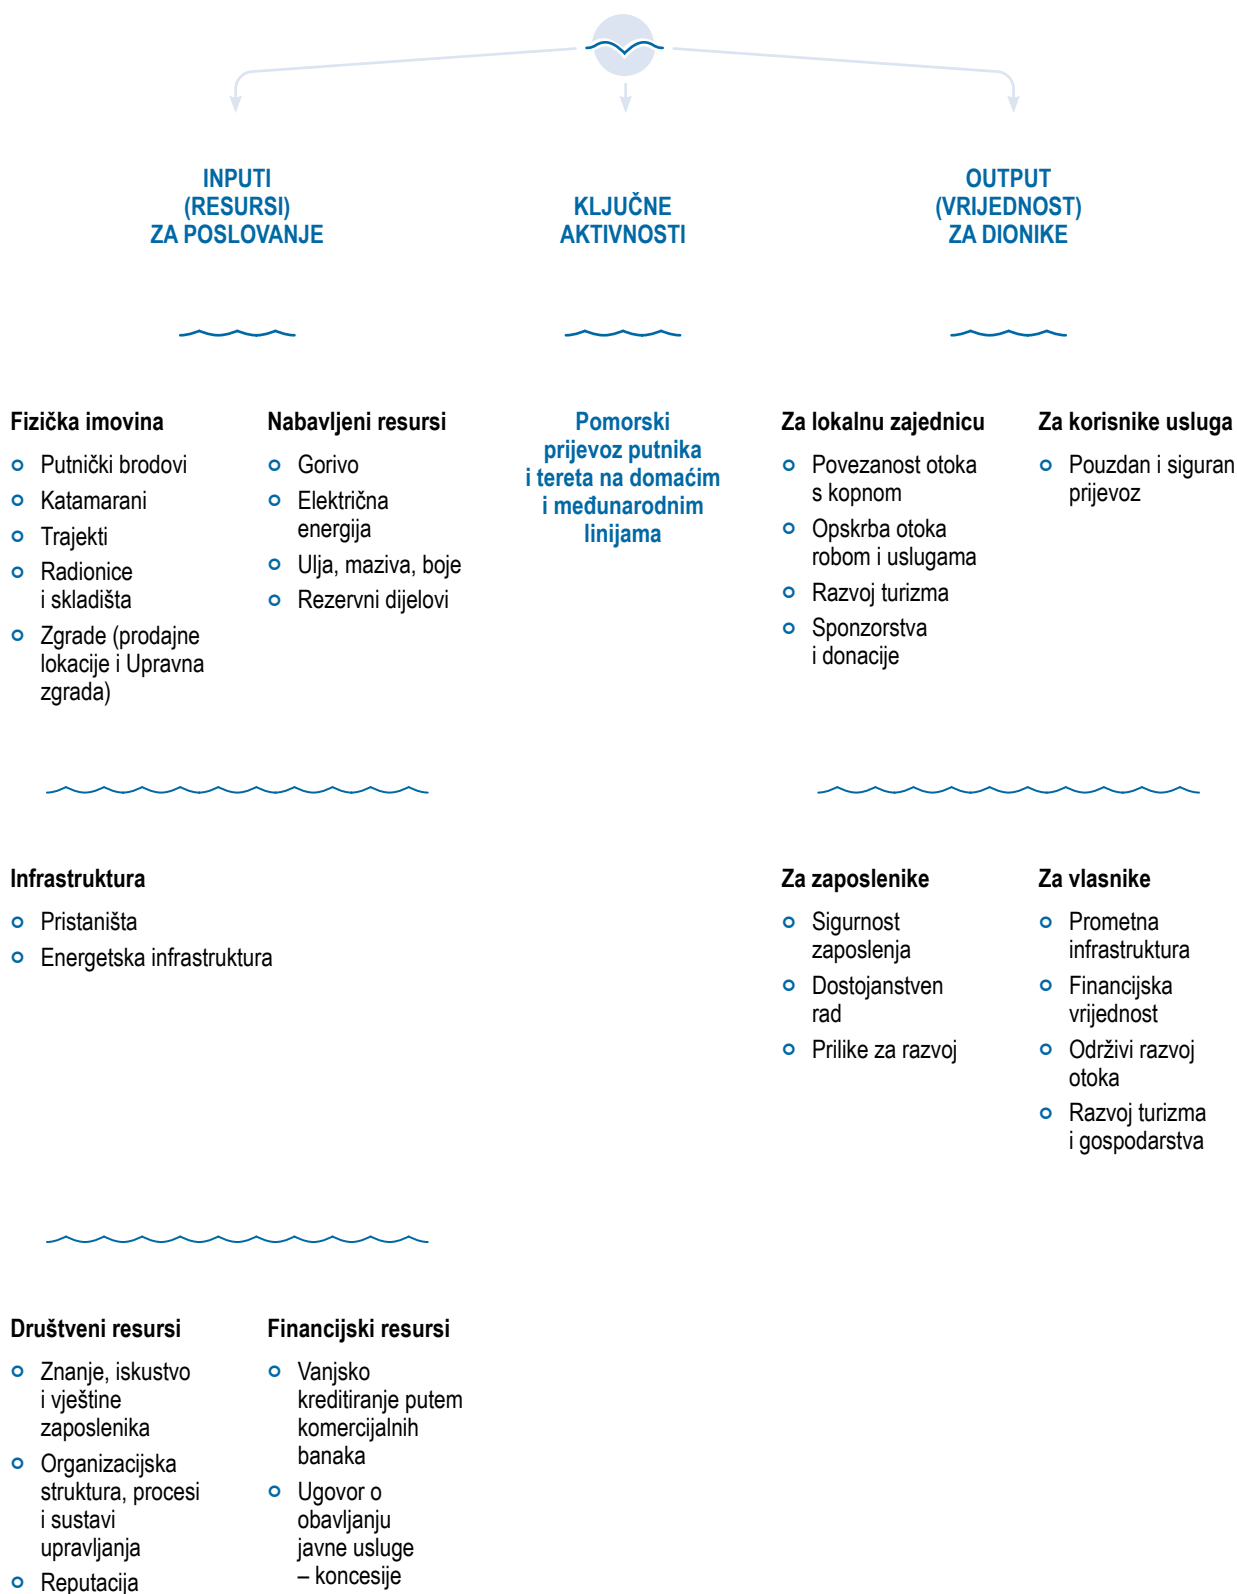 INPUTI
(RESURSI)
ZA POSLOVANJE
KLJUČNE
AKTIVNOSTI
OUTPUT
(VRIJEDNOST)
ZA DIONIKE
Fizička imovina
Putnički brodovi
Katamarani
Trajekti
Radionice
i skladišta
Zgrade (prodajne
lokacije i Upravna
zgrada)
Nabavljeni resursi
Gorivo
Električna
energija
Ulja, maziva, boje
Rezervni dijelovi
Pomorski
prijevoz putnika
i tereta na domaćim
i međunarodnim
linijama
Za lokalnu zajednicu
Povezanost otoka
s kopnom
Opskrba otoka
robom i uslugama
Razvoj turizma
Sponzorstva
i donacije
Za korisnike usluga
Pouzdan i siguran
prijevoz
Infrastruktura
Pristaništa
Energetska infrastruktura
Za zaposlenike
Sigurnost
zaposlenja
Dostojanstven
rad
Prilike za razvoj
Za vlasnike
Prometna
infrastruktura
Financijska
vrijednost
Održivi razvoj
otoka
Razvoj turizma
i gospodarstva
Društveni resursi
Znanje, iskustvo
i vještine
zaposlenika
Organizacijska
struktura, procesi
i sustavi
upravljanja
Reputacija
Financijski resursi
Vanjsko
kreditiranje putem
komercijalnih
banaka
Ugovor o
obavljanju
javne usluge
– koncesije